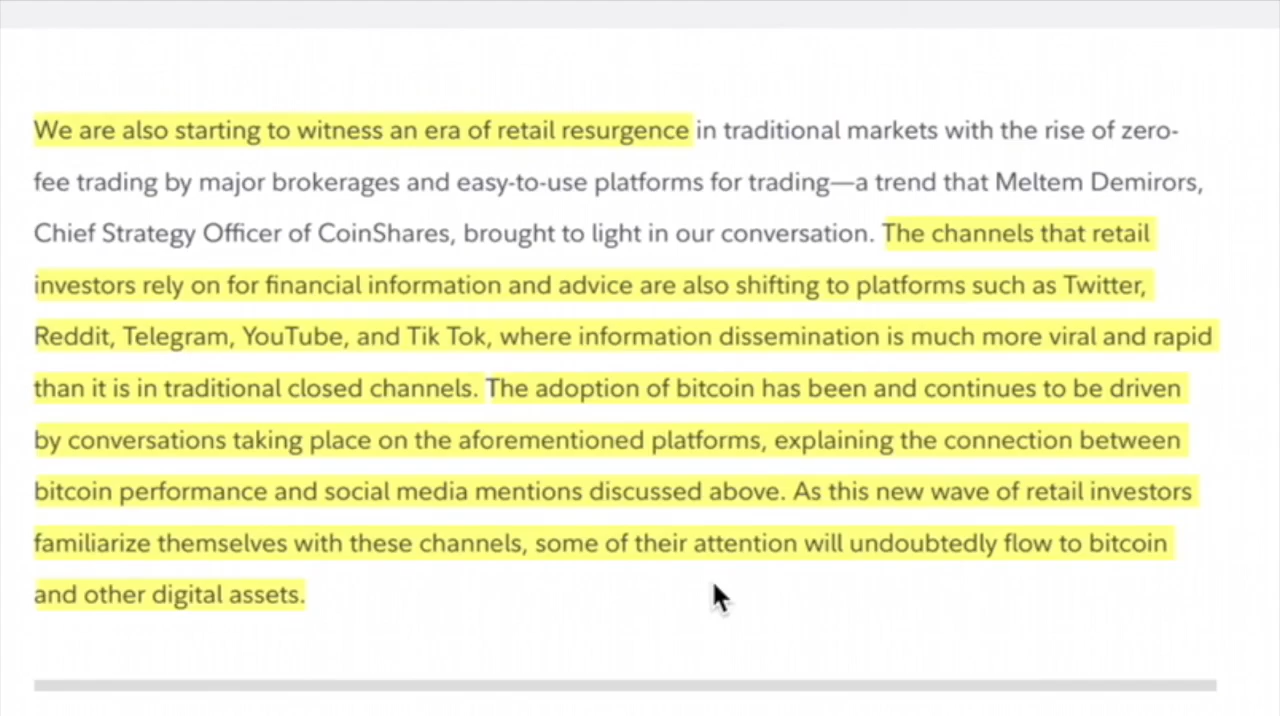 We are also starting to witness an era of retail resurgence in traditional markets with the rise of zero-
fee trading by major brokerages and easy-to-use platforms for trading—a trend that Meltem Demirors,
Chief Strategy Officer of CoinShares, brought to light in our conversation. The channels that retail
investors rely on for financial information and advice are also shifting to platforms such as Twitter,
Reddit, Telegram, YouTube, and Tik Tok, where information dissemination is much more viral and rapid
than it is in traditional closed channels. The adoption of bitcoin has been and continues to be driven
by conversations taking place on the aforementioned platforms, explaining the connection between
bitcoin performance and social media mentions discussed above. As this new wave of retail investors
familiarize themselves with these channels, some of their attention will undoubtedly flow to bitcoin
and other digital assets.